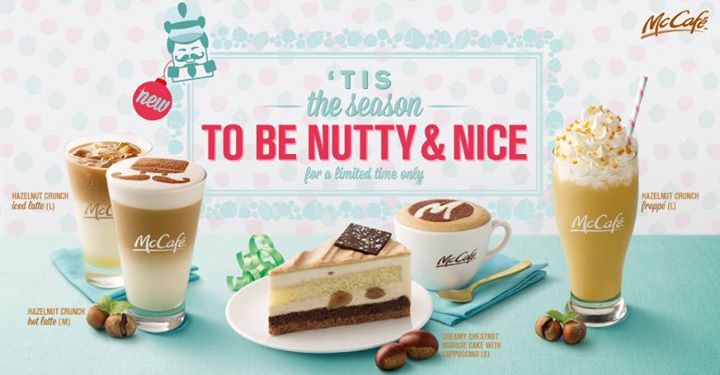 McCafé
new
'TIS
the season
TO BE NUTTY & NICE
for a limited time only
HAZELNUT CRUNCH
iced latte (L)
McCafé
HAZELNUT CRUNCH
hot latte (M)
McCafé
McCafé
HAZELNUT CRUNCH
frappé (L)
CREAMY CHESTNUT
MOUSSE CAKE WITH
CAPPUCCINO (S)